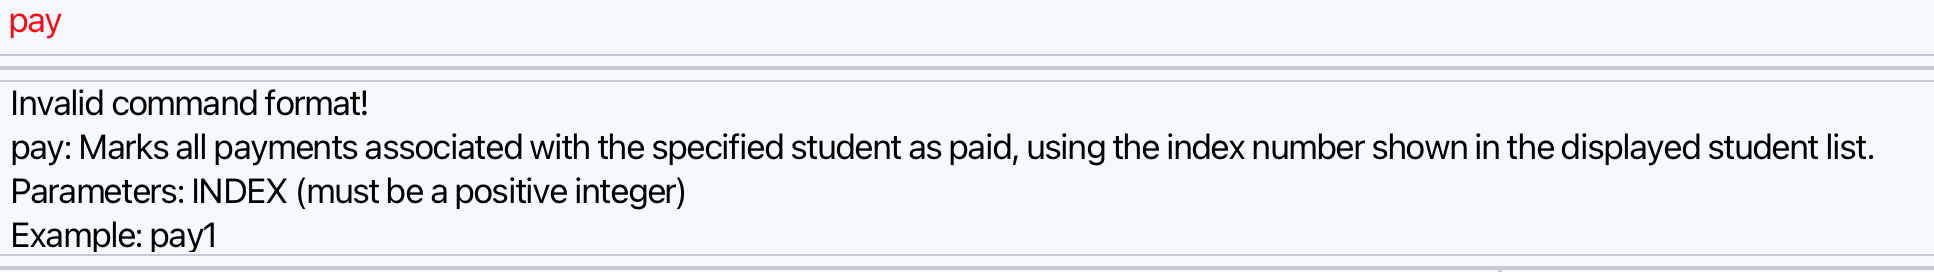 pay
Invalid command format!
pay: Marks all payments associated with the specified student as paid, using the index number shown in the displayed student list.
Parameters: INDEX (must be a positive integer)
Example: pay1